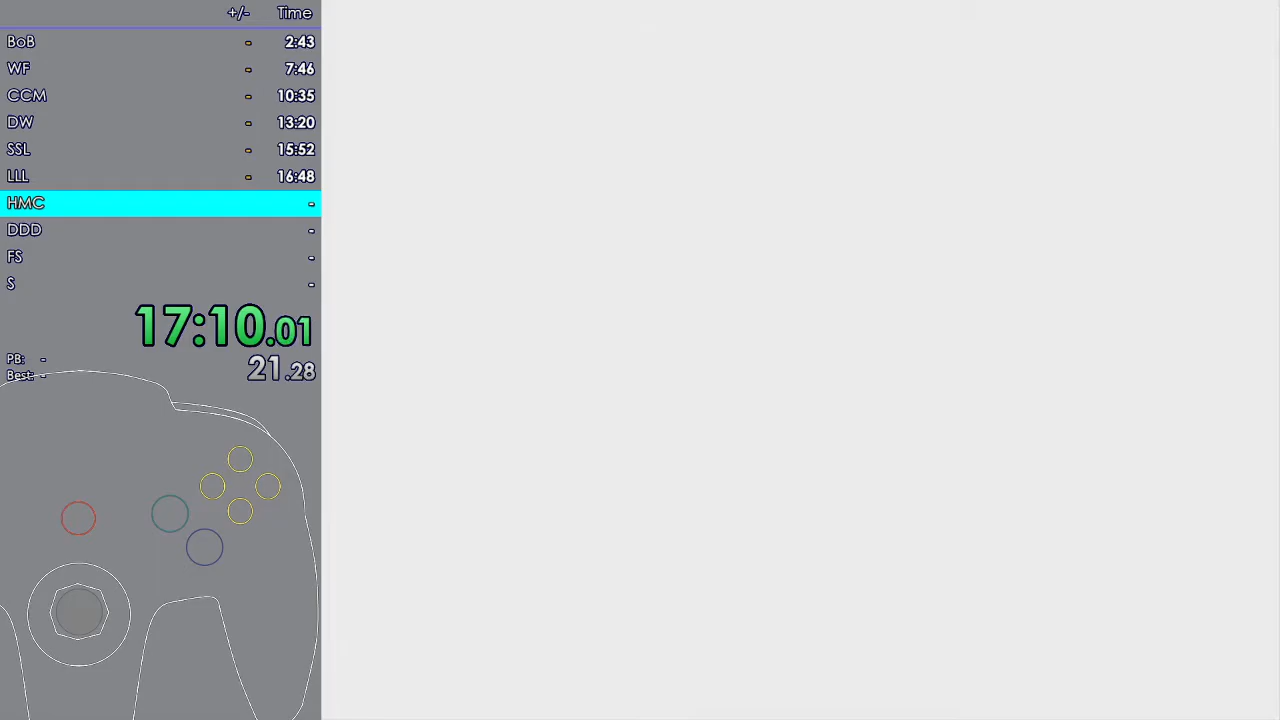 +/- Time
BoB - 2:43
WF - 7:46
CCM - 10:35
DW - 13:20
SSL - 15:52
LLL - 16:48
HMC -
DDD -
FS -
S -
17:10.01
PB: -
21.28
Best: -